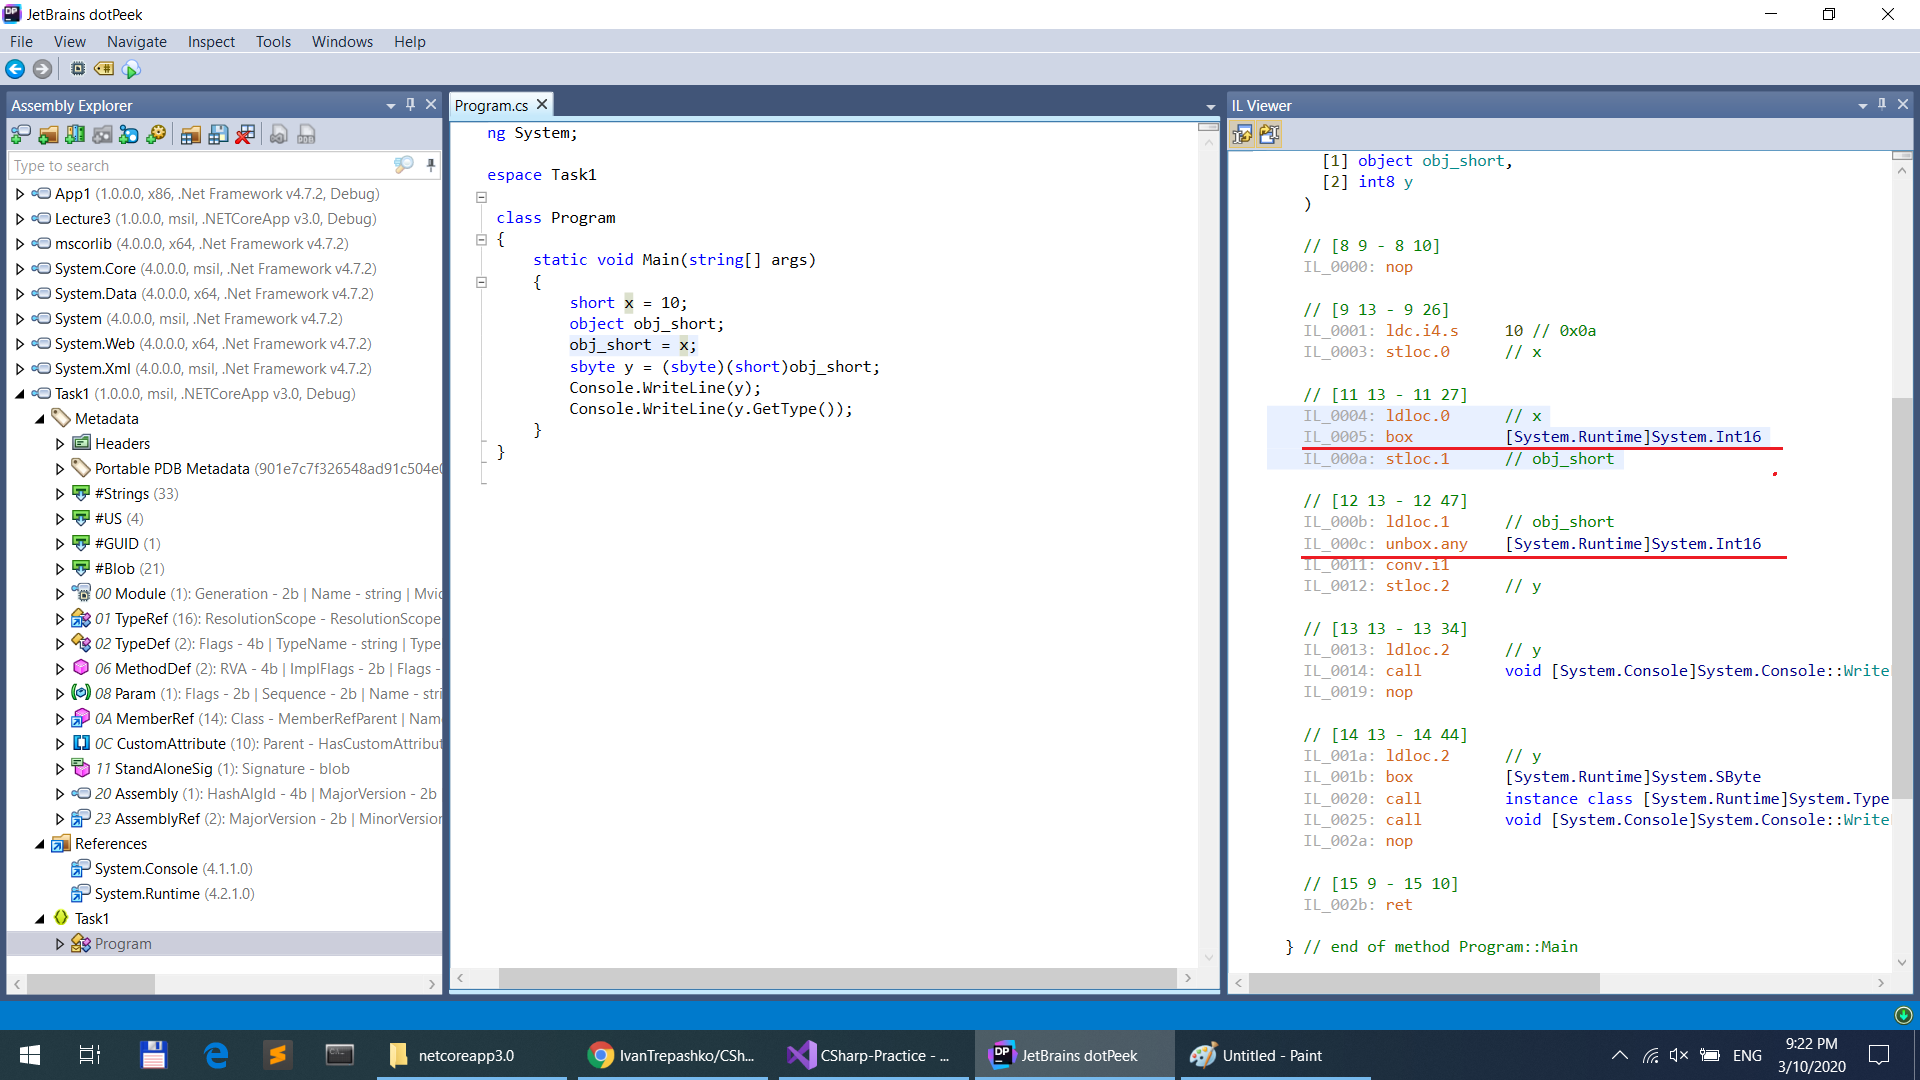 JetBrains dotPeek
File View Navigate Inspect Tools Windows Help
Assembly Explorer
Type to search
App1 (1.0.0.0, x86, .Net Framework v4.7.2, Debug)
Lecture3 (1.0.0.0, msil, .NETCoreApp v3.0, Debug)
mscorlib (4.0.0.0, x64, .Net Framework v4.7.2)
System.Core (4.0.0.0, msil, .Net Framework v4.7.2)
System.Data (4.0.0.0, x64, .Net Framework v4.7.2)
System (4.0.0.0, msil, .Net Framework v4.7.2)
System.Web (4.0.0.0, x64, .Net Framework v4.7.2)
System.Xml (4.0.0.0, msil, .Net Framework v4.7.2)
Task1 (1.0.0.0, msil, .NETCoreApp v3.0, Debug)
Metadata
Headers
Portable PDB Metadata (901e7c7f326548ad91c504e0
#Strings (33)
#US (4)
#GUID (1)
#Blob (21)
00 Module (1): Generation - 2b | Name - string | Mvid
01 TypeRef (16): ResolutionScope - ResolutionScope
02 TypeDef (2): Flags - 4b | TypeName - string | Type
06 MethodDef (2): RVA - 4b | ImplFlags - 2b | Flags -
08 Param (1): Flags - 2b | Sequence - 2b | Name - stri
0A MemberRef (14): Class - MemberRefParent | Nam
0C CustomAttribute (10): Parent - HasCustomAttribut
11 StandAloneSig (1): Signature - blob
20 Assembly (1): HashAlgId - 4b | MajorVersion - 2b
23 AssemblyRef (2): MajorVersion - 2b | MinorVersion
References
System.Console (4.1.1.0)
System.Runtime (4.2.1.0)
Task1
Program
Program.cs
ng System;
espace Task1
class Program
{
static void Main(string[] args)
{
short x = 10;
object obj_short;
obj_short = x;
sbyte y = (sbyte)(short)obj_short;
Console.WriteLine(y);
Console.WriteLine(y.GetType());
}
}
IL Viewer
[1] object obj_short,
[2] int8 y
)
// [8 9 - 8 10]
IL_0000: nop
// [9 13 - 9 26]
IL_0001: ldc.i4.s 10 // 0x0a
IL_0003: stloc.0 // x
// [11 13 - 11 27]
IL_0004: ldloc.0 // x
IL_0005: box [System.Runtime]System.Int16
IL_000a: stloc.1 // obj_short
// [12 13 - 12 47]
IL_000b: ldloc.1 // obj_short
IL_000c: unbox.any [System.Runtime]System.Int16
IL_0011: conv.i1
IL_0012: stloc.2 // y
// [13 13 - 13 34]
IL_0013: ldloc.2 // y
IL_0014: call void [System.Console]System.Console::Write
IL_0019: nop
// [14 13 - 14 44]
IL_001a: ldloc.2 // y
IL_001b: box [System.Runtime]System.SByte
IL_0020: call instance class [System.Runtime]System.Type
IL_0025: call void [System.Console]System.Console::Write
IL_002a: nop
// [15 9 - 15 10]
IL_002b: ret
} // end of method Program::Main
netcoreapp3.0
IvanTrepashko/CSh...
CSharp-Practice - ...
JetBrains dotPeek
Untitled - Paint
ENG
9:22 PM
3/10/2020